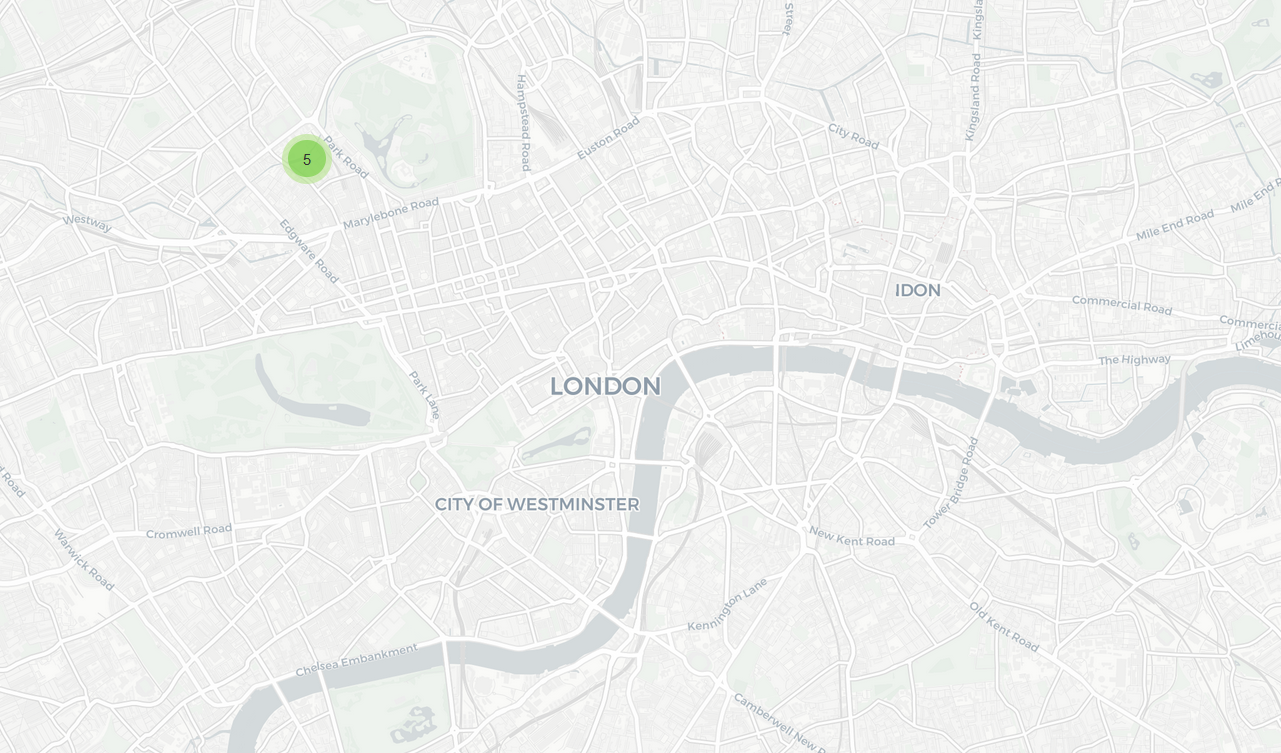 Street
Kingsla
Kingsland Road
Hampstead Road
Euston Road
City Road
5
Park Road
Marylebone Road
Westway
Edgware Road
Mile End Road
Mile End R
IDON
Commercial Road
Commercia
Limehou
The Highway
LONDON
Park Lane
CITY OF WESTMINSTER
Tower Bridge Road
d Road
Cromwell Road
Warwick Road
New Kent Road
Kennington Lane
Old Kent Road
Chelsea Embankment
Camberwell New R